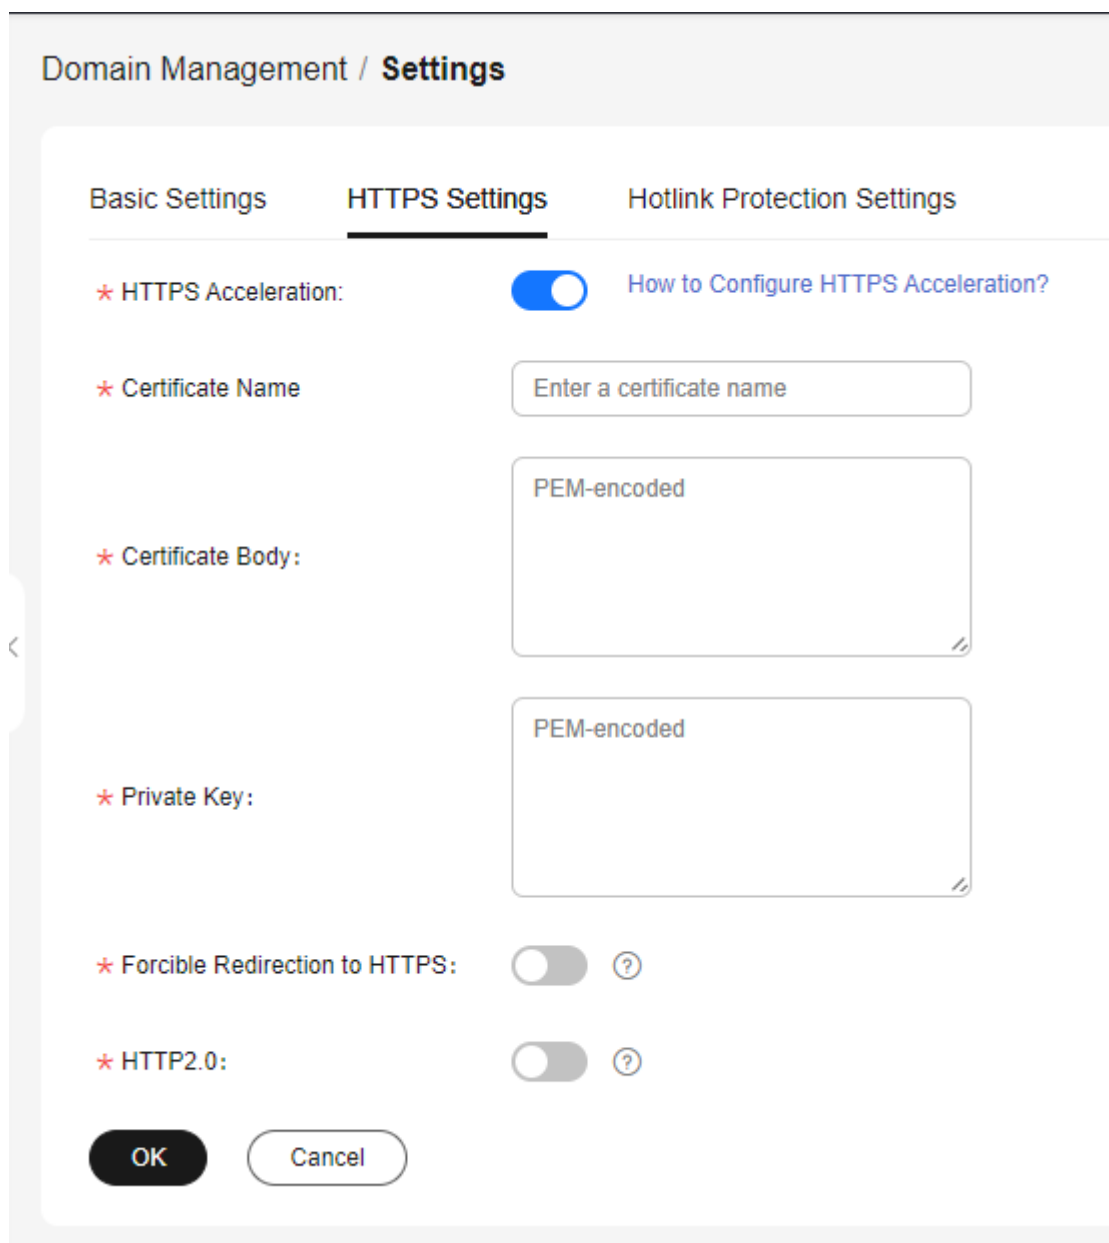 Domain Management / Settings
Basic Settings HTTPS Settings Hotlink Protection Settings
* HTTPS Acceleration: How to Configure HTTPS Acceleration?
* Certificate Name Enter a certificate name
PEM-encoded
* Certificate Body:
PEM-encoded
* Private Key:
* Forcible Redirection to HTTPS: ?
* HTTP2.0: ?
OK Cancel